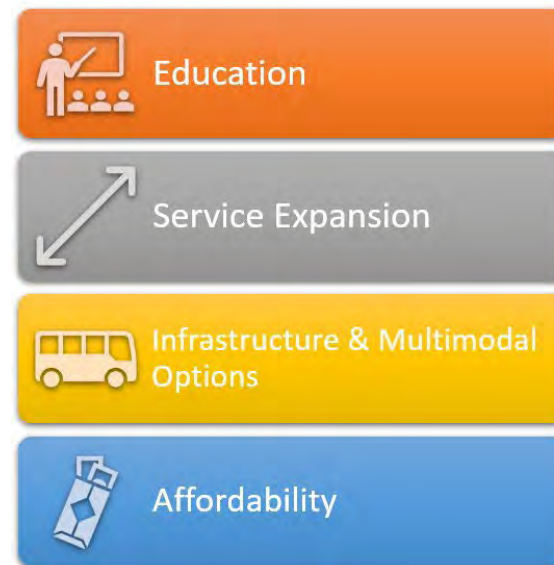 Education
Service Expansion
Infrastructure & Multimodal
Options
Affordability